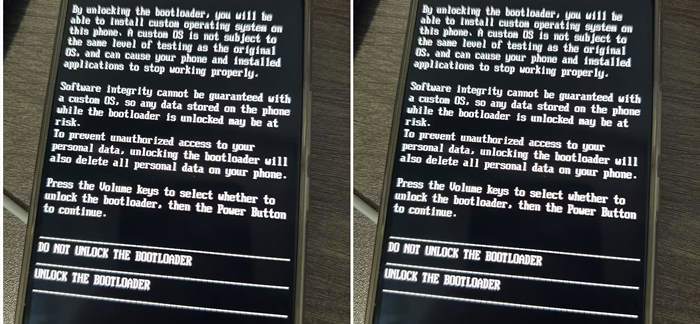 By unlocking the bootloader, you will be
able to install custom operating system on
this phone. A custom OS is not subject to
the same level of testing as the original
OS, and can cause your phone and installed
applications to stop working properly.
Software integrity cannot be guaranteed with
a custom OS, so any data stored on the phone
while the bootloader is unlocked may be at
risk.
To prevent unauthorized access to your
personal data, unlocking the bootloader will
also delete all personal data on your phone.
Press the Volume keys to select whether to
unlock the bootloader, then the Power Button
to continue.
DO NOT UNLOCK THE BOOTLOADER
UNLOCK THE BOOTLOADER
By unlocking the bootloader, you will be
able to install custom operating system on
this phone. A custom OS is not subject to
the same level of testing as the original
OS, and can cause your phone and installed
applications to stop working properly.
Software integrity cannot be guaranteed with
a custom OS, so any data stored on the phone
while the bootloader is unlocked may be at
risk.
To prevent unauthorized access to your
personal data, unlocking the bootloader will
also delete all personal data on your phone.
Press the Volume keys to select whether to
unlock the bootloader, then the Power Button
to continue.
DO NOT UNLOCK THE BOOTLOADER
UNLOCK THE BOOTLOADER